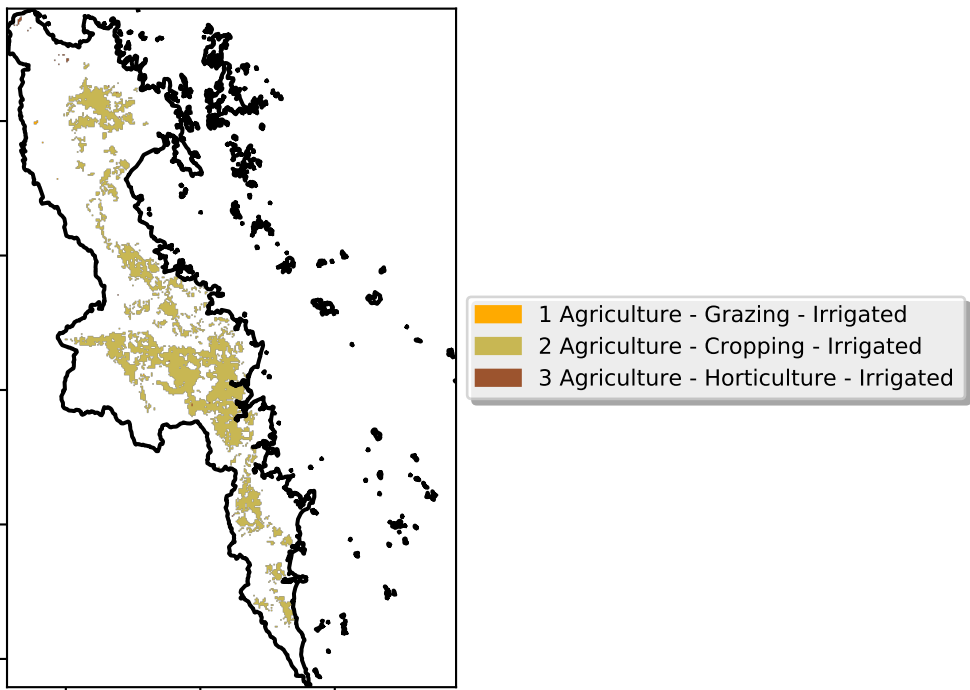 1 Agriculture - Grazing - Irrigated
2 Agriculture - Cropping - Irrigated
3 Agriculture - Horticulture - Irrigated